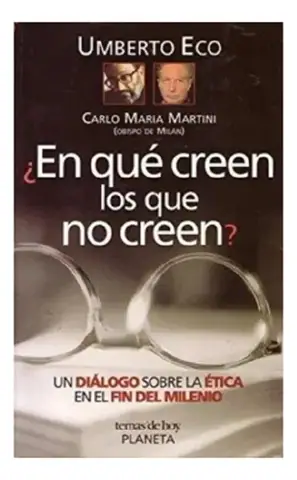 UMBERTO ECO
CARLO MARIA MARTINI
(OBISPO DE MILÁN)
¿En qué creen
los que
no creen?
UN DIÁLOGO SOBRE LA ÉTICA
EN EL FIN DEL MILENIO
temas de hoy
PLANETA